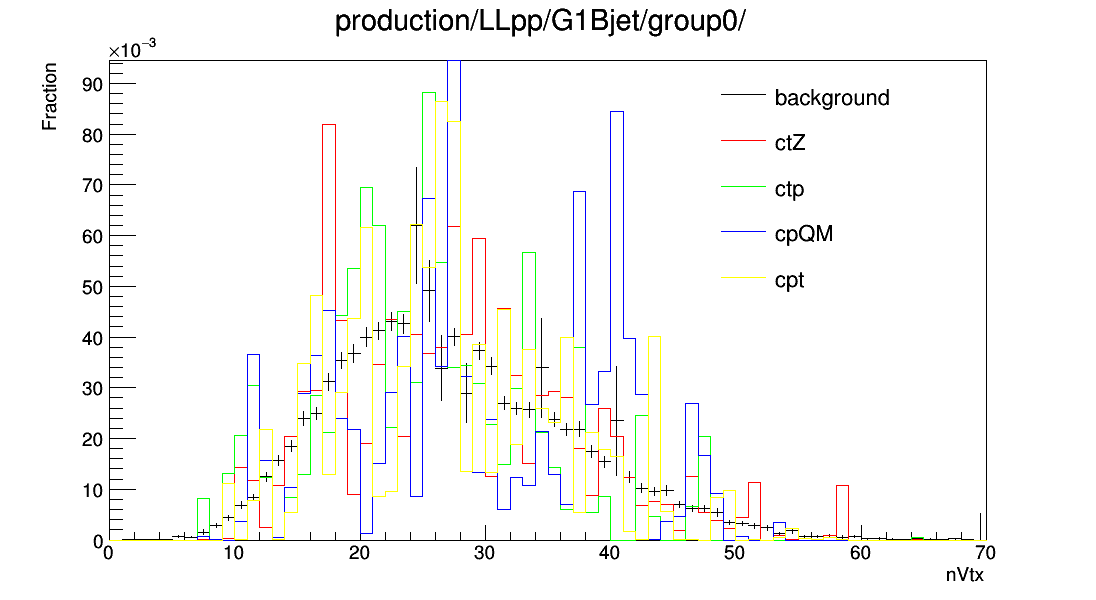 production/LLpp/G1Bjet/group0/
×10⁻³
Fraction
90
80
70
60
50
40
30
20
10
0
background
ctZ
ctp
cpQM
cpt
0 10 20 30 40 50 60 70
nVtx